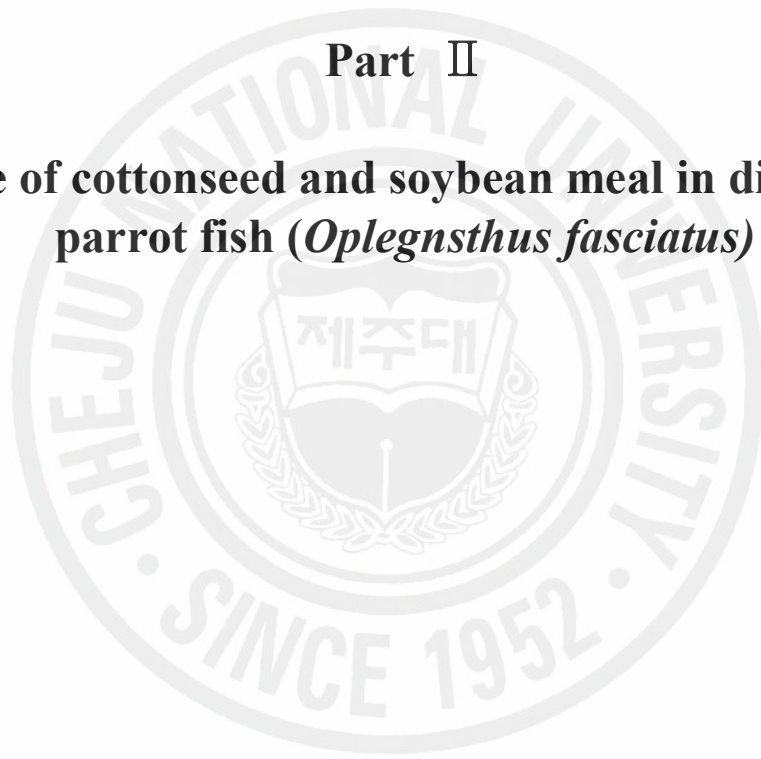 Part Ⅱ
e of cottonseed and soybean meal in di
parrot fish (Oplegnsthus fasciatus)
CHEJU NATIONAL UNIVERSITY
제주대
· SINCE 1952 ·